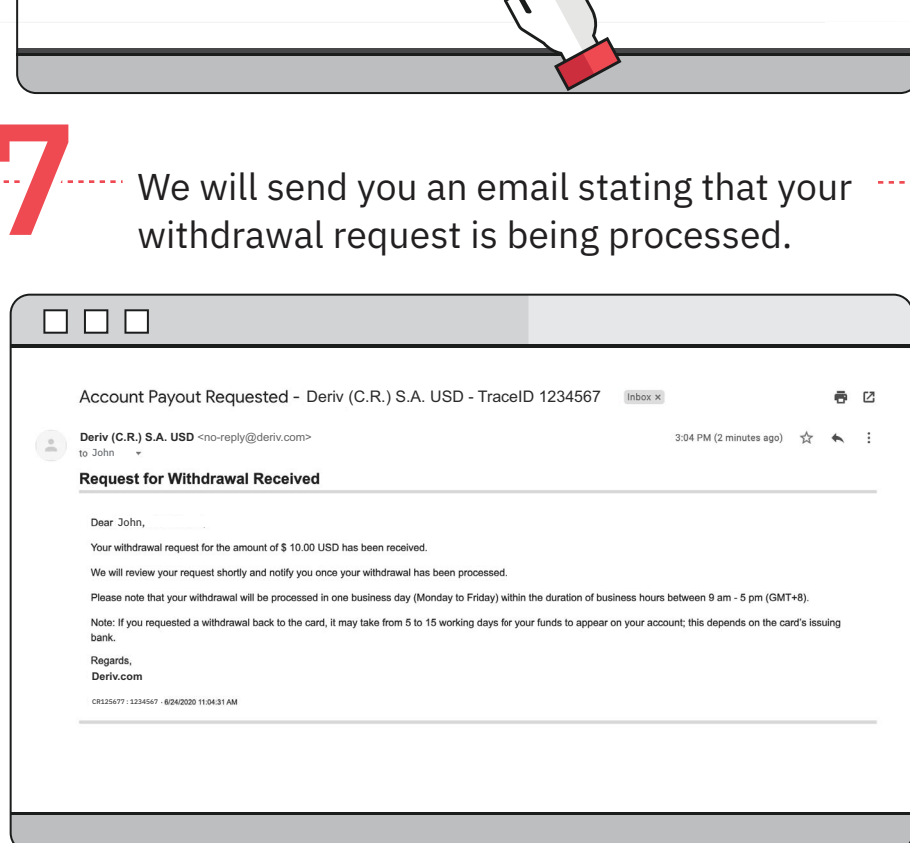 7
We will send you an email stating that your
withdrawal request is being processed.
Account Payout Requested - Deriv (C.R.) S.A. USD - TraceID 1234567 Inbox x
Deriv (C.R.) S.A. USD <no-reply@deriv.com> 3:04 PM (2 minutes ago)
to John
Request for Withdrawal Received
Dear John,
Your withdrawal request for the amount of $ 10.00 USD has been received.
We will review your request shortly and notify you once your withdrawal has been processed.
Please note that your withdrawal will be processed in one business day (Monday to Friday) within the duration of business hours between 9 am - 5 pm (GMT+8).
Note: If you requested a withdrawal back to the card, it may take from 5 to 15 working days for your funds to appear on your account; this depends on the card's issuing
bank.
Regards,
Deriv.com
CR125677 : 1234567 - 6/24/2020 11:04:31 AM